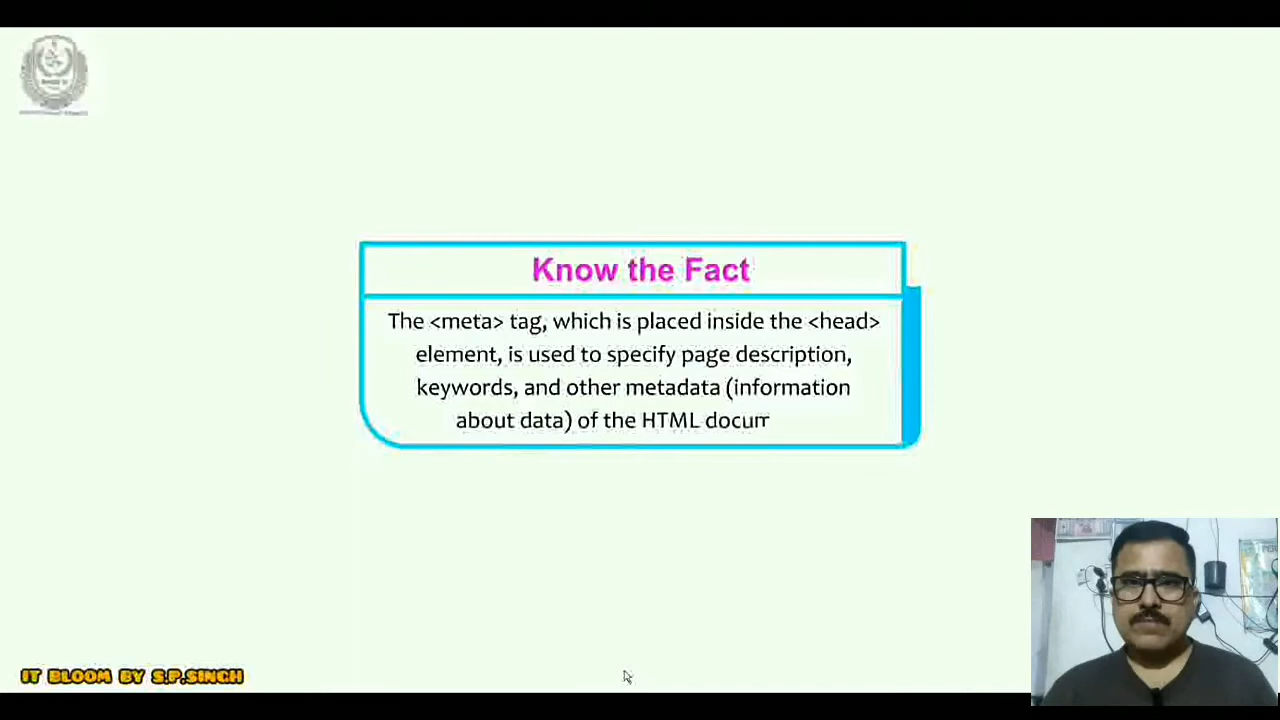 Know the Fact
The <meta> tag, which is placed inside the <head>
element, is used to specify page description,
keywords, and other metadata (information
about data) of the HTML docum
IT BLOOM BY S.P.SINGH